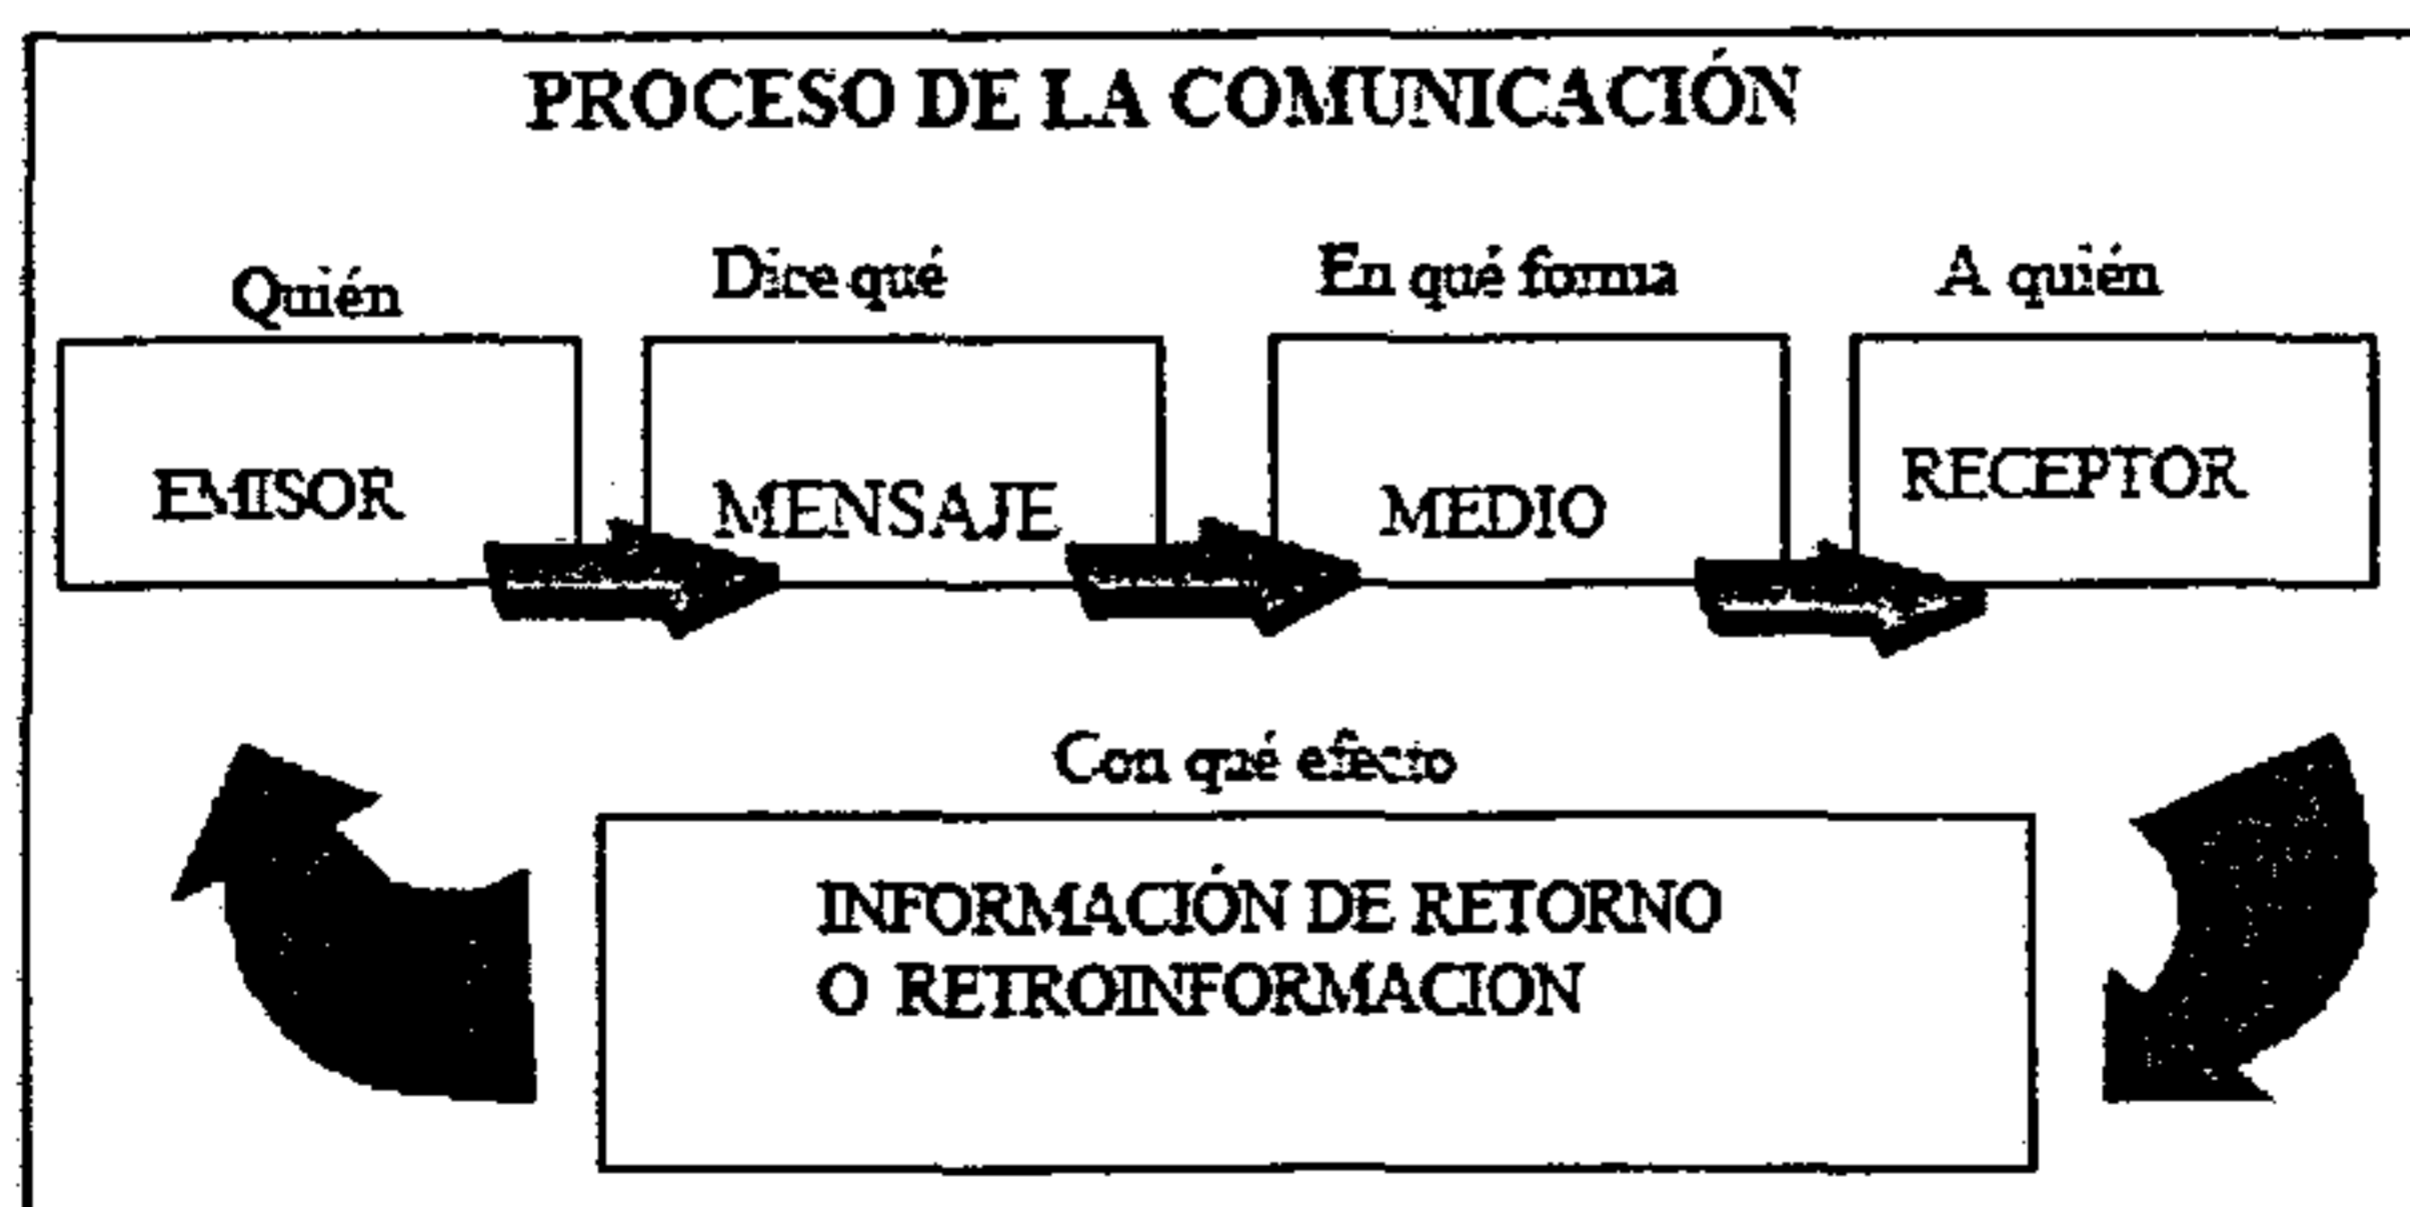 PROCESO DE LA COMUNICACIÓN
Quién
Dice qué
En qué forma
A quién
EMISOR
MENSAJE
MEDIO
RECEPTOR
Con qué efecto
INFORMACIÓN DE RETORNO
O RETROINFORMACION